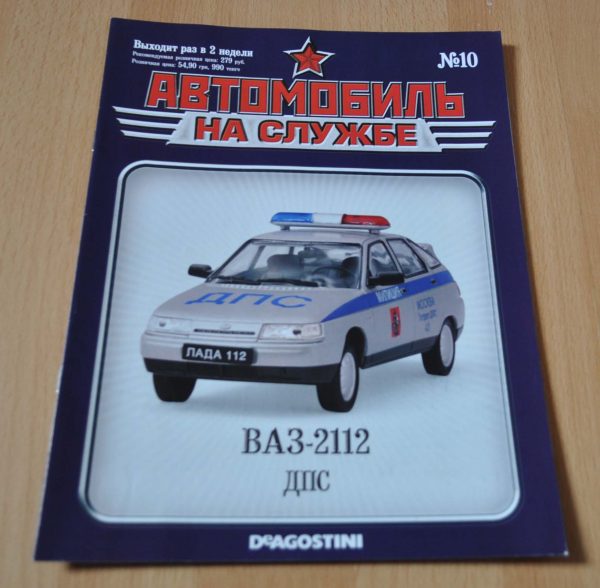 Выходит раз в 2 недели
Рекомендуемая розничная цена: 279 руб.
Розничная цена: 54,90 грн, 990 тенге
№10
АВТОМОБИЛЬ
НА СЛУЖБЕ
ДПС
МИЛИЦИЯ
МОСКВА
ЛАДА 112
ВАЗ-2112
ДПС
DeAGOSTINI